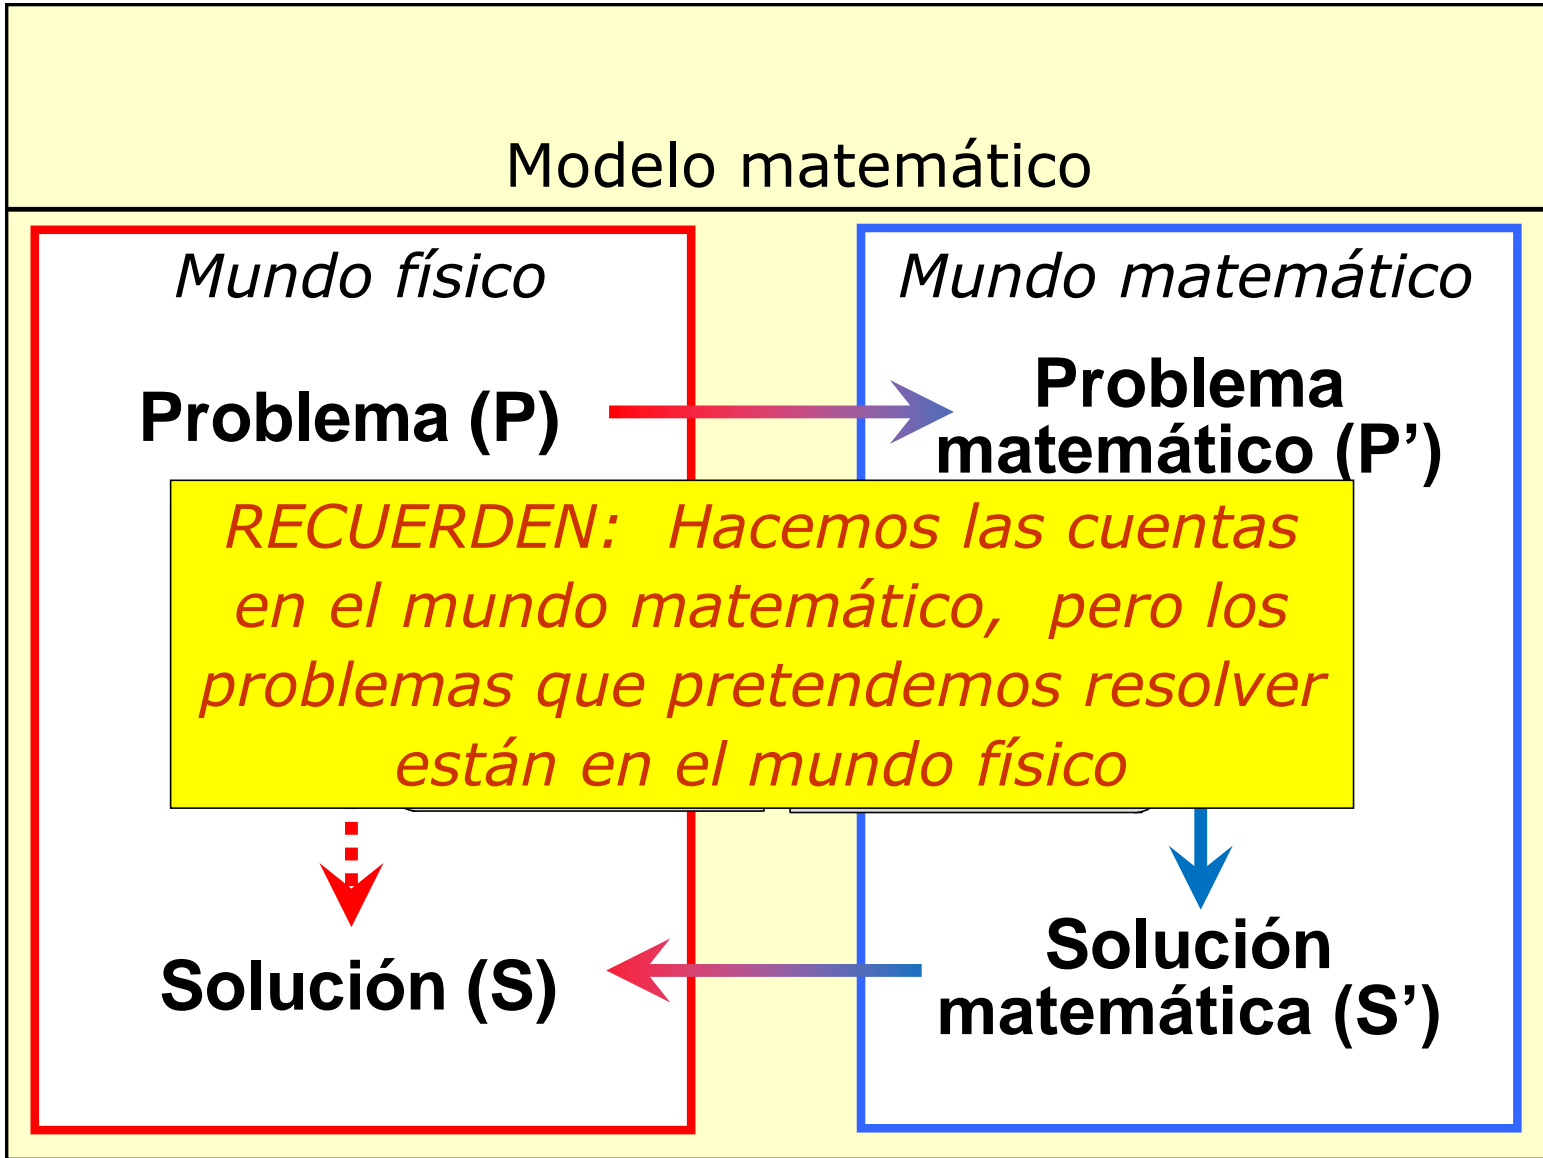 Modelo matemático
Mundo físico
Problema (P)
Mundo matemático
Problema
matemático (P’)
RECUERDEN: Hacemos las cuentas
en el mundo matemático, pero los
problemas que pretendemos resolver
están en el mundo físico
Solución (S)
Solución
matemática (S’)